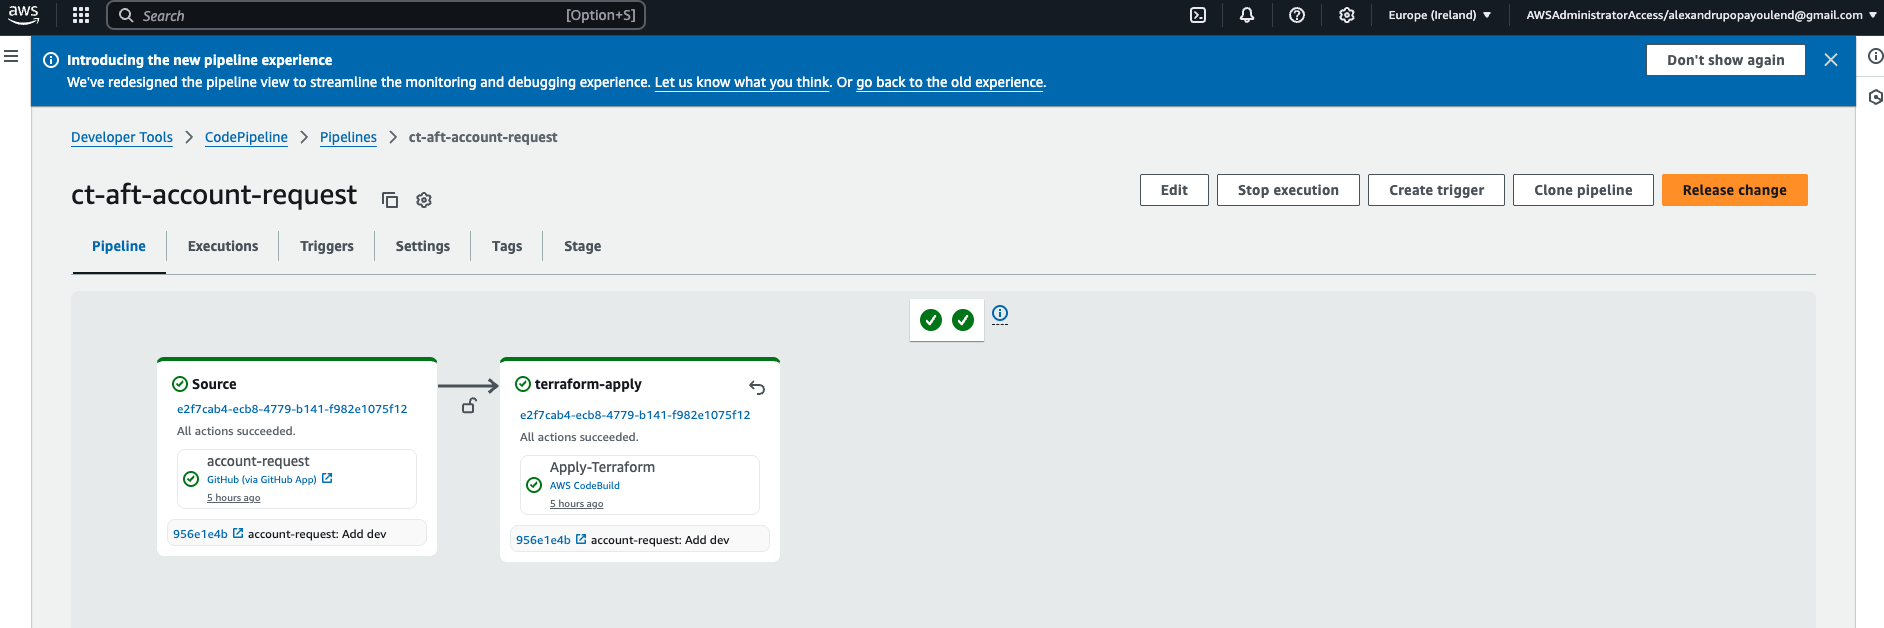 aws
Search
[Option+S]
Europe (Ireland)
AWSAdministratorAccess/alexandrupopayoulend@gmail.com
Introducing the new pipeline experience
We've redesigned the pipeline view to streamline the monitoring and debugging experience. Let us know what you think. Or go back to the old experience.
Don't show again
Developer Tools
CodePipeline
Pipelines
ct-aft-account-request
ct-aft-account-request
Edit
Stop execution
Create trigger
Clone pipeline
Release change
Pipeline
Executions
Triggers
Settings
Tags
Stage
Source
e2f7cab4-ecb8-4779-b141-f982e1075f12
All actions succeeded.
account-request
GitHub (via GitHub App)
5 hours ago
956e1e4b account-request: Add dev
terraform-apply
e2f7cab4-ecb8-4779-b141-f982e1075f12
All actions succeeded.
Apply-Terraform
AWS CodeBuild
5 hours ago
956e1e4b account-request: Add dev